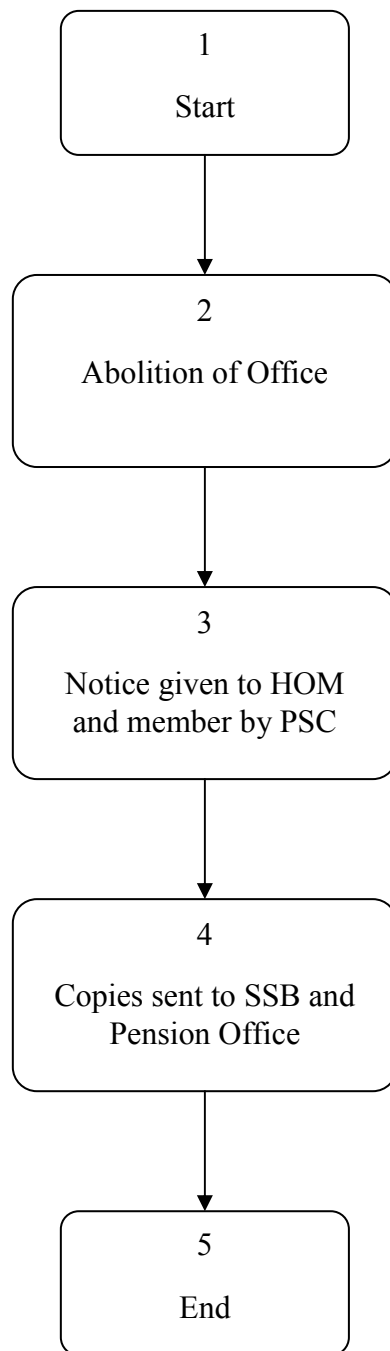 1
Start
2
Abolition of Office
3
Notice given to HOM
and member by PSC
4
Copies sent to SSB and
Pension Office
5
End